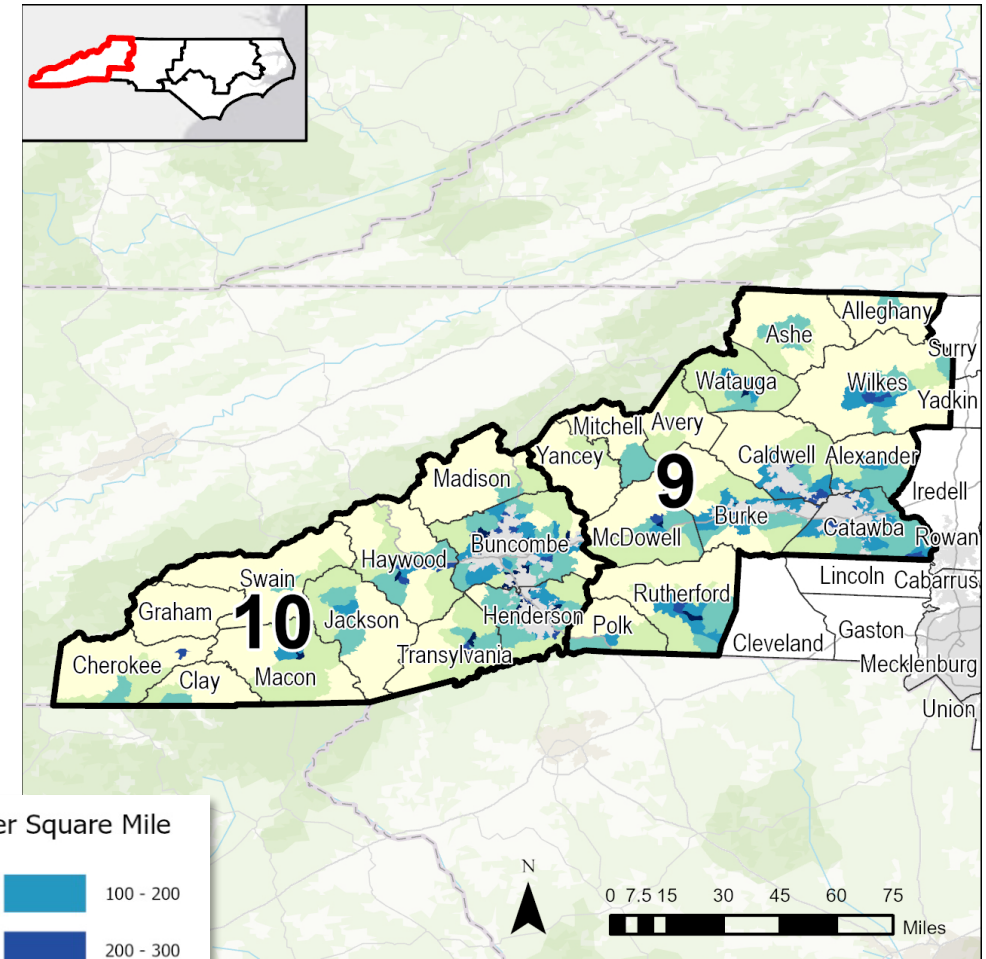 Alleghany
Ashe
Surry
Watauga
Wilkes
Yadkin
Mitchell
Avery
Yancey
Caldwell
Alexander
Madison
9
Iredell
Burke
Catawba
Buncombe
McDowell
Rowan
Haywood
Swain
Lincoln
Cabarrus
Rutherford
Graham
10
Jackson
Henderson
Polk
Gaston
Cleveland
Transylvania
Cherokee
Mecklenburg
Clay
Macon
Union
er Square Mile
100 - 200
200 - 300
N
0 7.5 15 30 45 60 75
Miles